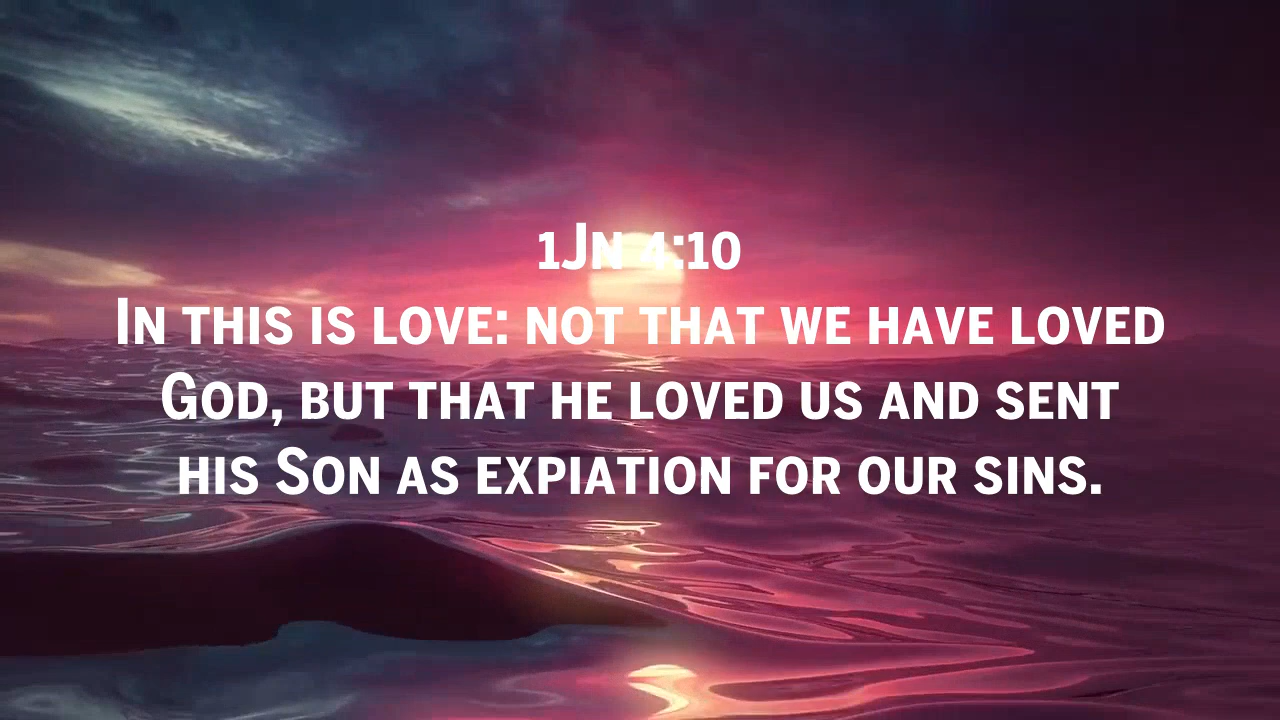 1Jn 4:10
In this is love: not that we have loved
God, but that he loved us and sent
his Son as expiation for our sins.